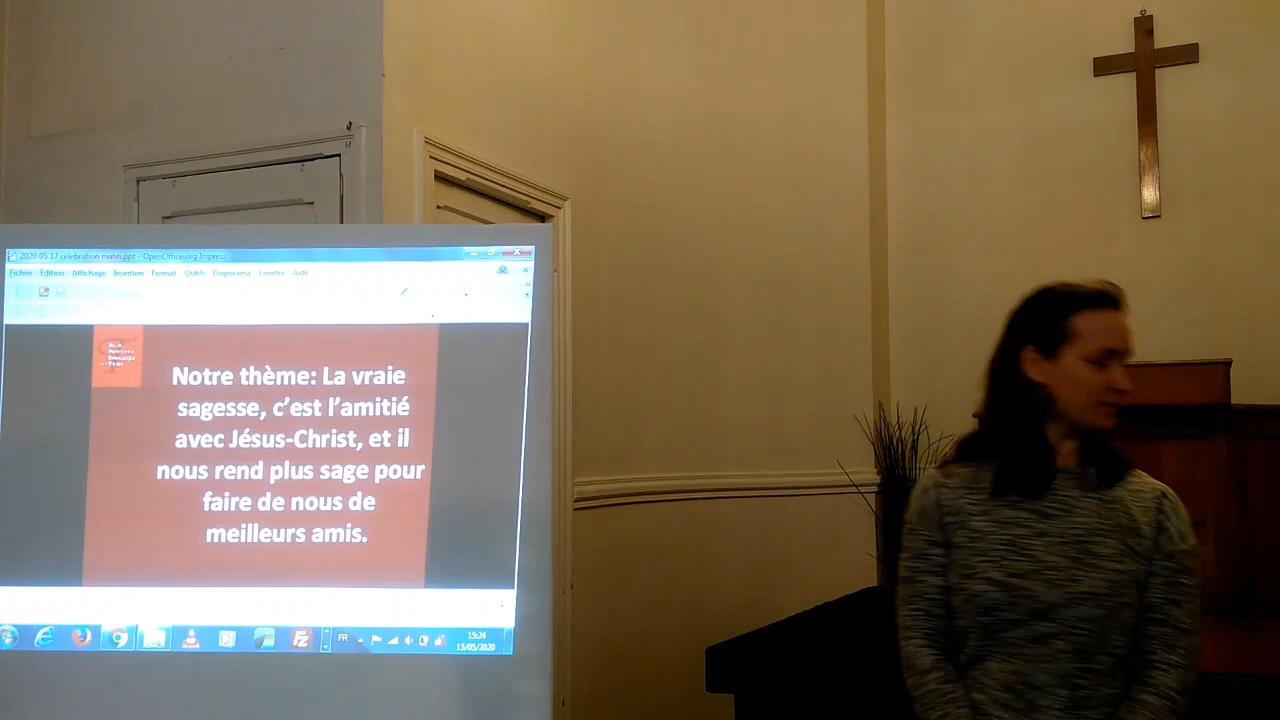 2020 05 17 celebration matin.ppt - OpenOffice.org Impress
Fichier Édition Affichage Insertion Format Outils Diaporama Fenêtre Aide
Notre thème: La vraie
sagesse, c’est l’amitié
avec Jésus-Christ, et il
nous rend plus sage pour
faire de nous de
meilleurs amis.
FR
15:24
15/05/2020